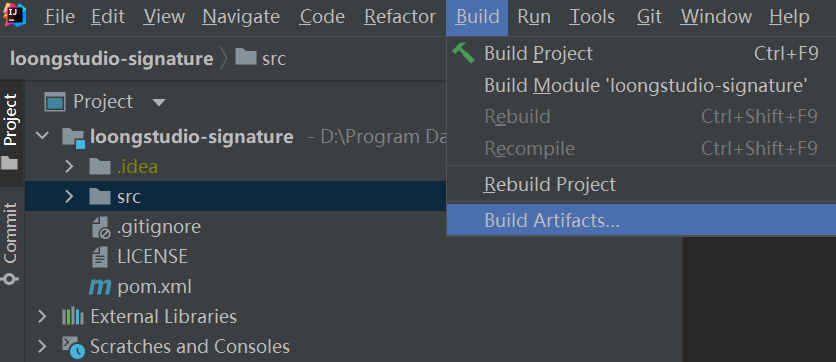 File Edit View Navigate Code Refactor Build Run Tools Git Window Help
loongstudio-signature src
Project
Commit
Project
loongstudio-signature - D:\Program Da
.idea
src
.gitignore
LICENSE
pom.xml
External Libraries
Scratches and Consoles
Build Project Ctrl+F9
Build Module 'loongstudio-signature'
Rebuild Ctrl+Shift+F9
Recompile Ctrl+Shift+F9
Rebuild Project
Build Artifacts...